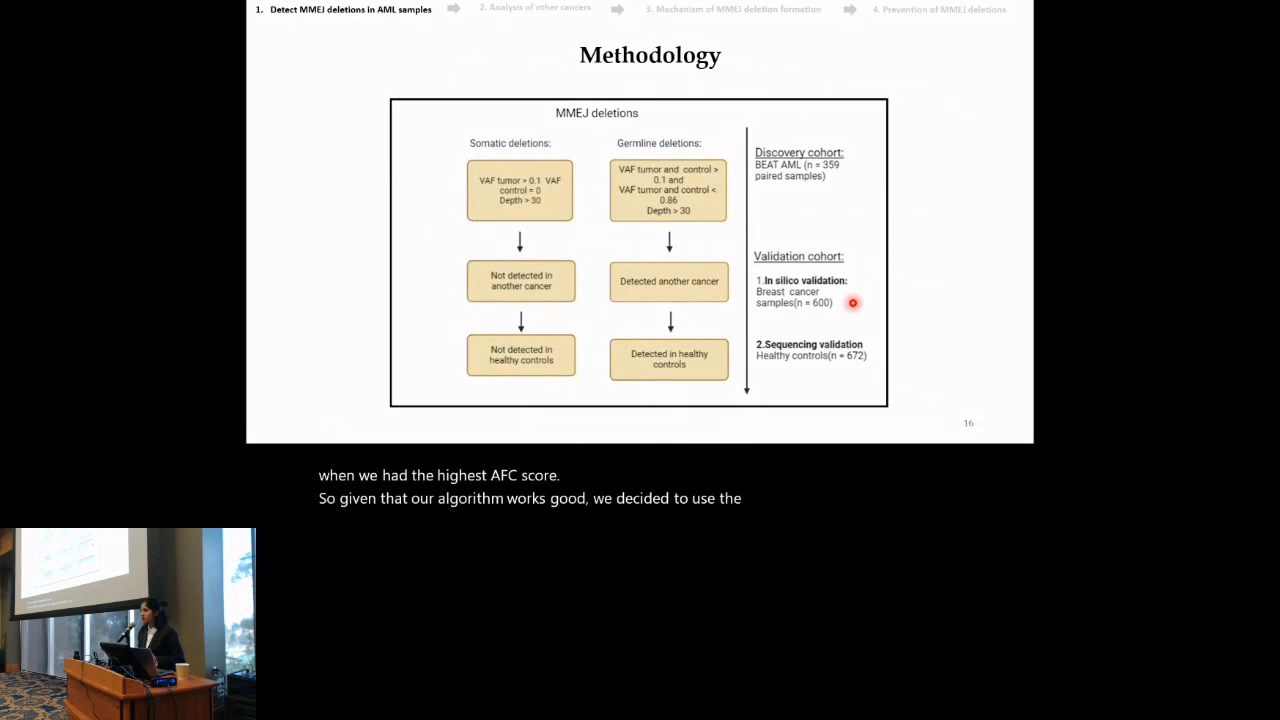 1. Detect MMEJ deletions in AML samples
2. Analysis of other cancers
3. Mechanism of MMEJ deletion formation
4. Prevention of MMEJ deletions
Methodology
MMEJ deletions
Somatic deletions:
VAF tumor > 0.1 VAF
control = 0
Depth > 30
Not detected in
another cancer
Not detected in
healthy controls
Germline deletions:
VAF tumor and control >
0.1 and
VAF tumor and control <
0.86
Depth > 30
Detected another cancer
Detected in healthy
controls
Discovery cohort:
BEAT AML (n = 359
paired samples)
Validation cohort:
1.In silico validation:
Breast cancer
samples(n = 600)
2.Sequencing validation
Healthy controls(n = 672)
16
when we had the highest AFC score.
So given that our algorithm works good, we decided to use the